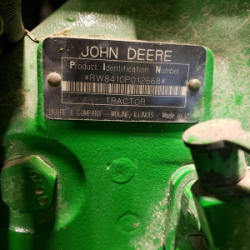 JOHN DEERE
Product Identification Number
*RW8410P012668*
TRACTOR
DEERE & COMPANY - MOLINE, ILLINOIS - Made in